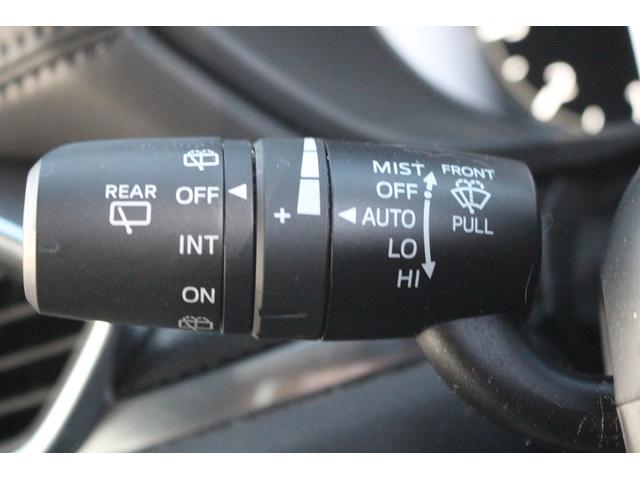 REAR
OFF
INT
ON
+
MIST
OFF
AUTO
LO
HI
FRONT
PULL